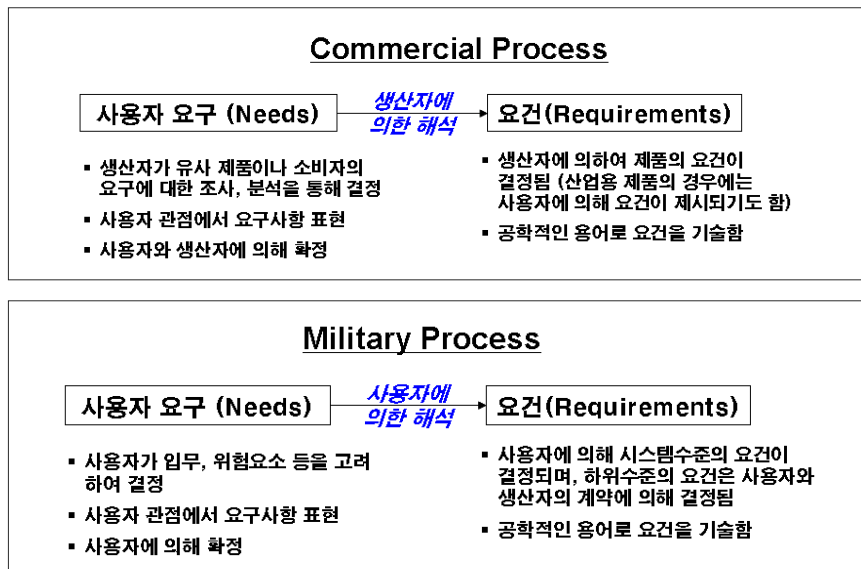 Commercial Process
사용자 요구 (Needs)
생산자에
의한 해석
요건(Requirements)
▪ 생산자가 유사 제품이나 소비자의
요구에 대한 조사, 분석을 통해 결정
▪ 사용자 관점에서 요구사항 표현
▪ 사용자와 생산자에 의해 확정
▪ 생산자에 의하여 제품의 요건이
결정됨 (산업용 제품의 경우에는
사용자에 의해 요건이 제시되기도 함)
▪ 공학적인 용어로 요건을 기술함
Military Process
사용자 요구 (Needs)
사용자에
의한 해석
요건(Requirements)
▪ 사용자가 임무, 위험요소 등을 고려
하여 결정
▪ 사용자 관점에서 요구사항 표현
▪ 사용자에 의해 확정
▪ 사용자에 의해 시스템수준의 요건이
결정되며, 하위수준의 요건은 사용자와
생산자의 계약에 의해 결정됨
▪ 공학적인 용어로 요건을 기술함